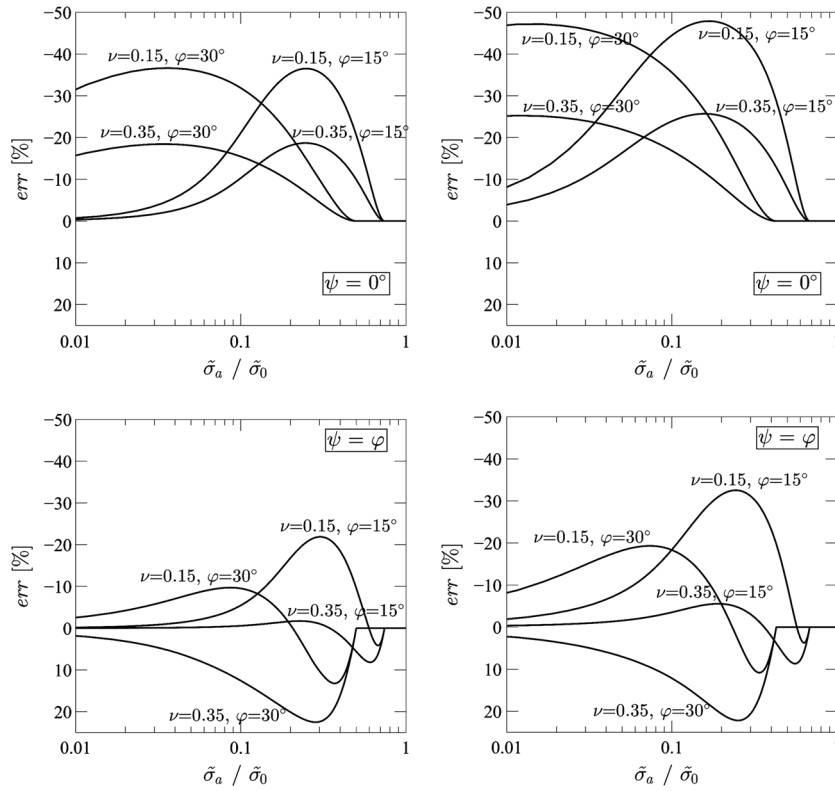 -50
-40
-30
-20
-10
0
10
20
err [%]
ν=0.15, φ=30°
ν=0.15, φ=15°
ν=0.35, φ=30°
ν=0.35, φ=15°
ψ = 0°
0.01
0.1
1
σ̃a / σ̃0
-50
-40
-30
-20
-10
0
10
20
err [%]
ν=0.15, φ=30°
ν=0.15, φ=15°
ν=0.35, φ=30°
ν=0.35, φ=15°
ψ = 0°
0.01
0.1
1
σ̃a / σ̃0
-50
-40
-30
-20
-10
0
10
20
err [%]
ψ = φ
ν=0.15, φ=15°
ν=0.15, φ=30°
ν=0.35, φ=15°
ν=0.35, φ=30°
0.01
0.1
1
σ̃a / σ̃0
-50
-40
-30
-20
-10
0
10
20
err [%]
ψ = φ
ν=0.15, φ=15°
ν=0.15, φ=30°
ν=0.35, φ=15°
ν=0.35, φ=30°
0.01
0.1
1
σ̃a / σ̃0